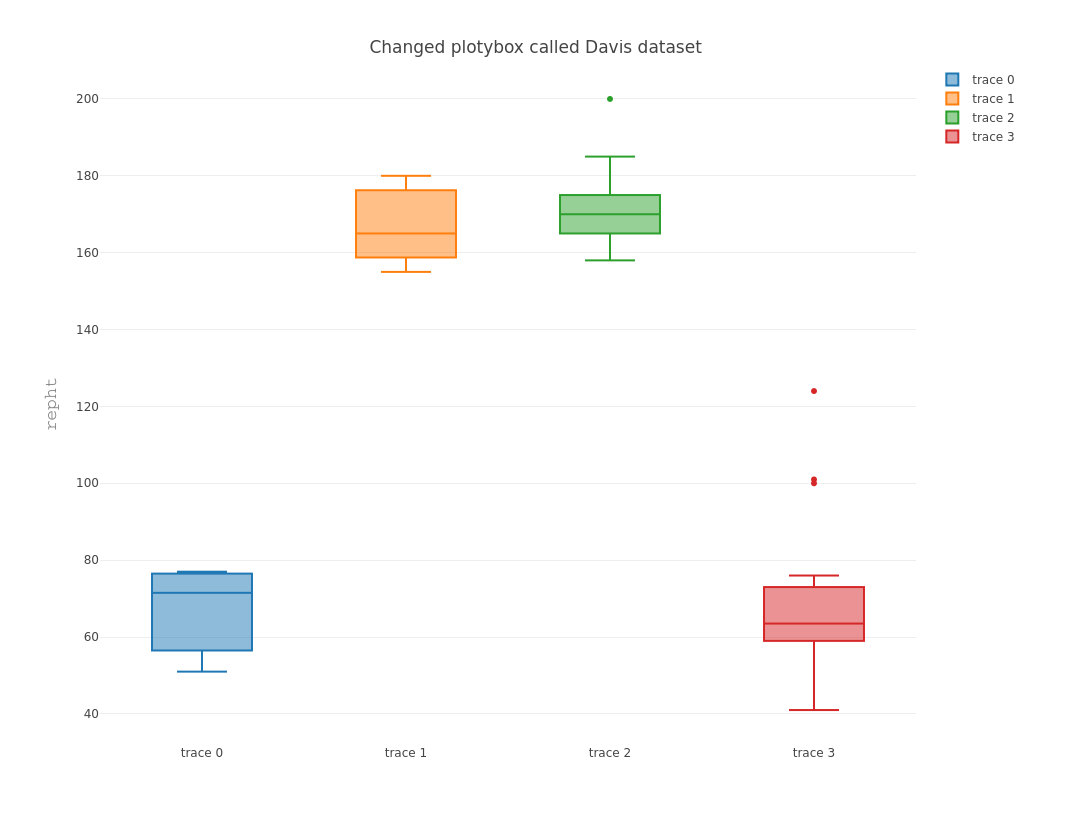 Changed plotybox called Davis dataset
trace 0
trace 1
trace 2
trace 3
200
180
160
140
120
100
80
60
40
repht
trace 0
trace 1
trace 2
trace 3